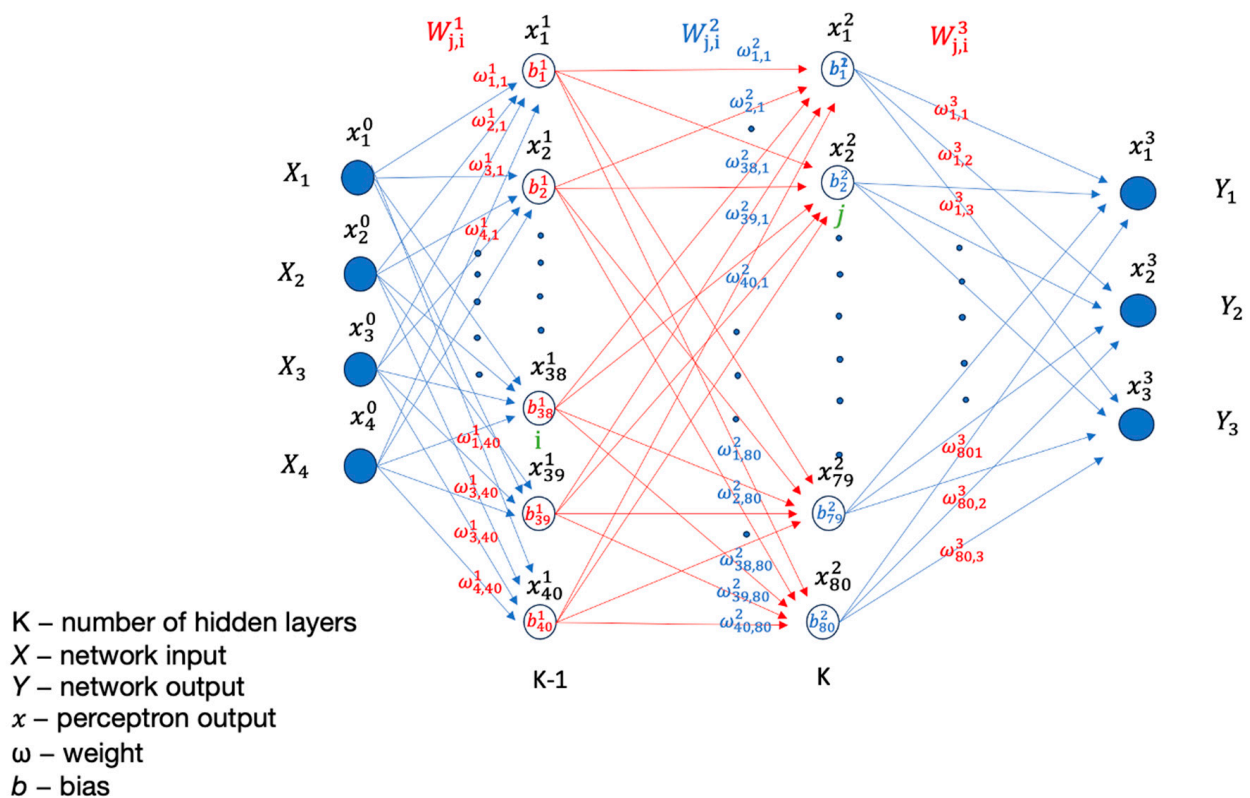 W¹j,i
x¹1
W²j,i
x²1
W³j,i
ω¹1,1
b¹1
ω²1,1
b²1
ω¹2,1
ω²2,1
ω³1,1
x⁰1
x¹2
x²2
ω³1,2
x³1
X1
ω¹3,1
b¹2
ω²38,1
b²2
ω³1,3
Y1
x⁰2
ω¹4,1
ω²39,1
j
X2
ω²40,1
x³2
Y2
x⁰3
x¹38
X3
b¹38
x³3
x⁰4
ω¹1,40
i
ω²1,80
ω³801
Y3
X4
x¹39
x²79
ω¹3,40
b¹39
ω²2,80
b²79
ω³80,2
ω¹3,40
ω²38,80
ω³80,3
ω¹4,40
x¹40
ω²39,80
x²80
b¹40
ω²40,80
b²80
K-1
K
K – number of hidden layers
X – network input
Y – network output
x – perceptron output
ω – weight
b – bias